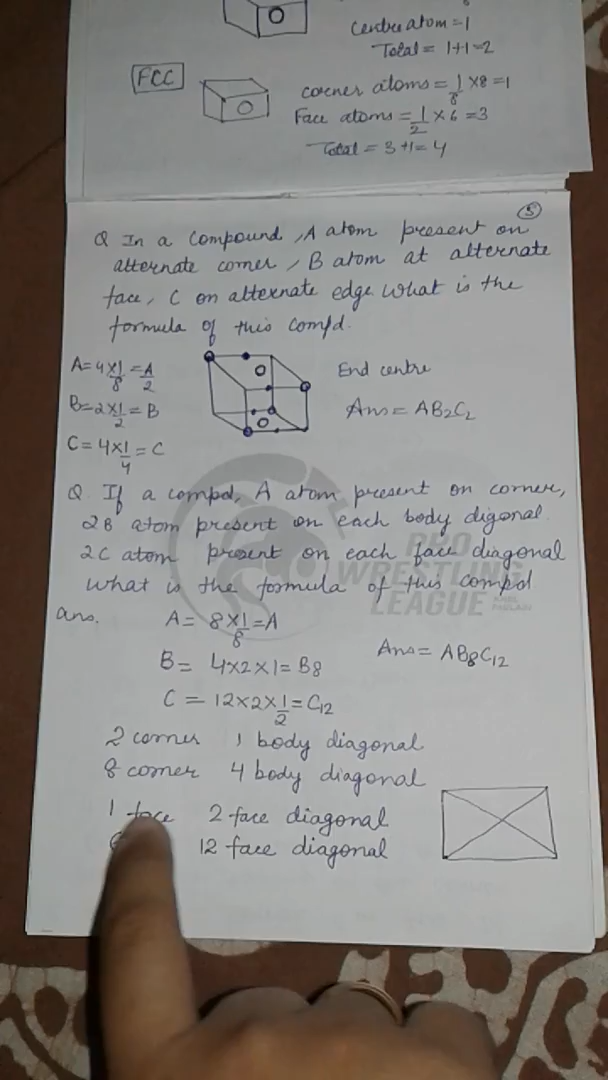 Centre atom = 1
Total = 1+1=2
FCC
Corner atoms = 1/8 ×8 =1
Face atoms = 1/2 × 6 =3
Total = 3+1= 4
5
Q In a compound, A atom present on
alternate corner, B atom at alternate
face, C on alternate edge. What is the
formula of this compd.
A=4×1/8 = A/2
End centre
B=2×1/2 = B
Ans = AB2C2
C= 4×1/4 = C
Q. If a compd, A atom present on corner,
2B atom present on each body digonal
2C atom present on each face diagonal
What is the formula of this compd
PRO
WRESTLING
LEAGUE
ans. A= 8×1/8=A
B= 4×2×1= B8
Ans= AB8C12
C = 12×2×1/2= C12
2 corner 1 body diagonal
8 corner 4 body diagonal
1 face 2 face diagonal
12 face diagonal